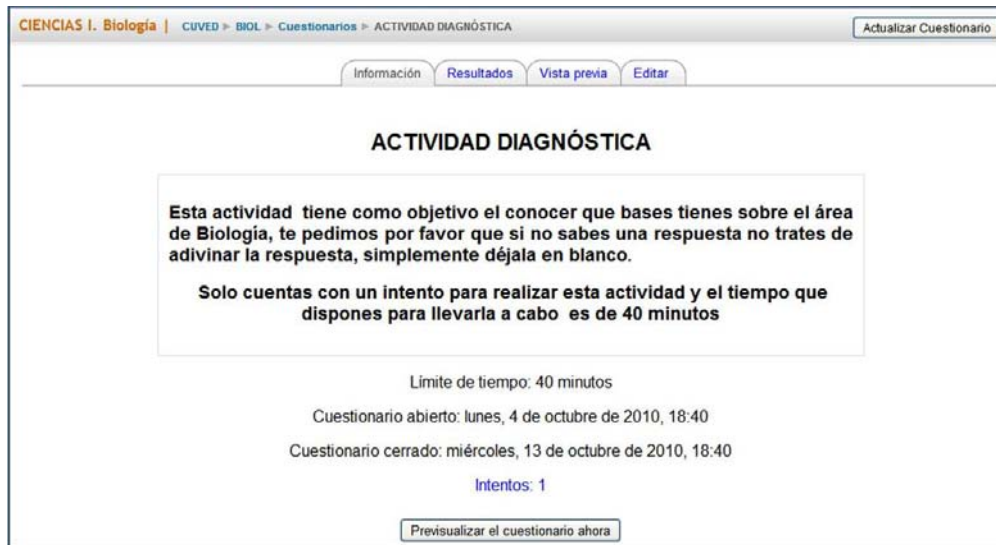 CIENCIAS I. Biología | CUVED ► BIOL ► Cuestionarios ► ACTIVIDAD DIAGNÓSTICA Actualizar Cuestionario
Información Resultados Vista previa Editar
ACTIVIDAD DIAGNÓSTICA
Esta actividad tiene como objetivo el conocer que bases tienes sobre el área
de Biología, te pedimos por favor que si no sabes una respuesta no trates de
adivinar la respuesta, simplemente déjala en blanco.
Solo cuentas con un intento para realizar esta actividad y el tiempo que
dispones para llevarla a cabo es de 40 minutos
Límite de tiempo: 40 minutos
Cuestionario abierto: lunes, 4 de octubre de 2010, 18:40
Cuestionario cerrado: miércoles, 13 de octubre de 2010, 18:40
Intentos: 1
Previsualizar el cuestionario ahora